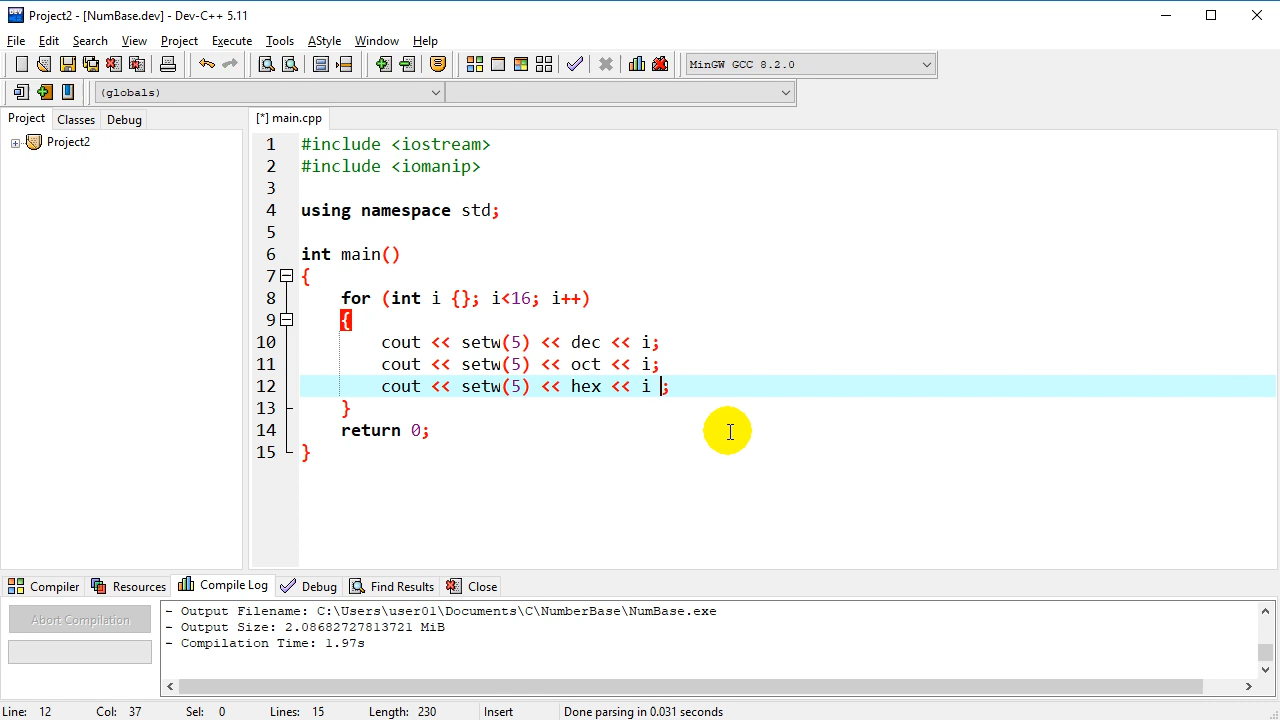 Project2 - [NumBase.dev] - Dev-C++ 5.11
File Edit Search View Project Execute Tools AStyle Window Help
MinGW GCC 8.2.0
(globals)
Project Classes Debug
Project2
[*] main.cpp
1 #include <iostream>
2 #include <iomanip>
3
4 using namespace std;
5
6 int main()
7 {
8 for (int i {}; i<16; i++)
9 {
10 cout << setw(5) << dec << i;
11 cout << setw(5) << oct << i;
12 cout << setw(5) << hex << i ;
13 }
14 return 0;
15 }
Compiler Resources Compile Log Debug Find Results Close
Abort Compilation
- Output Filename: C:\Users\user01\Documents\C\NumberBase\NumBase.exe
- Output Size: 2.08682727813721 MiB
- Compilation Time: 1.97s
Line: 12 Col: 37 Sel: 0 Lines: 15 Length: 230 Insert Done parsing in 0.031 seconds